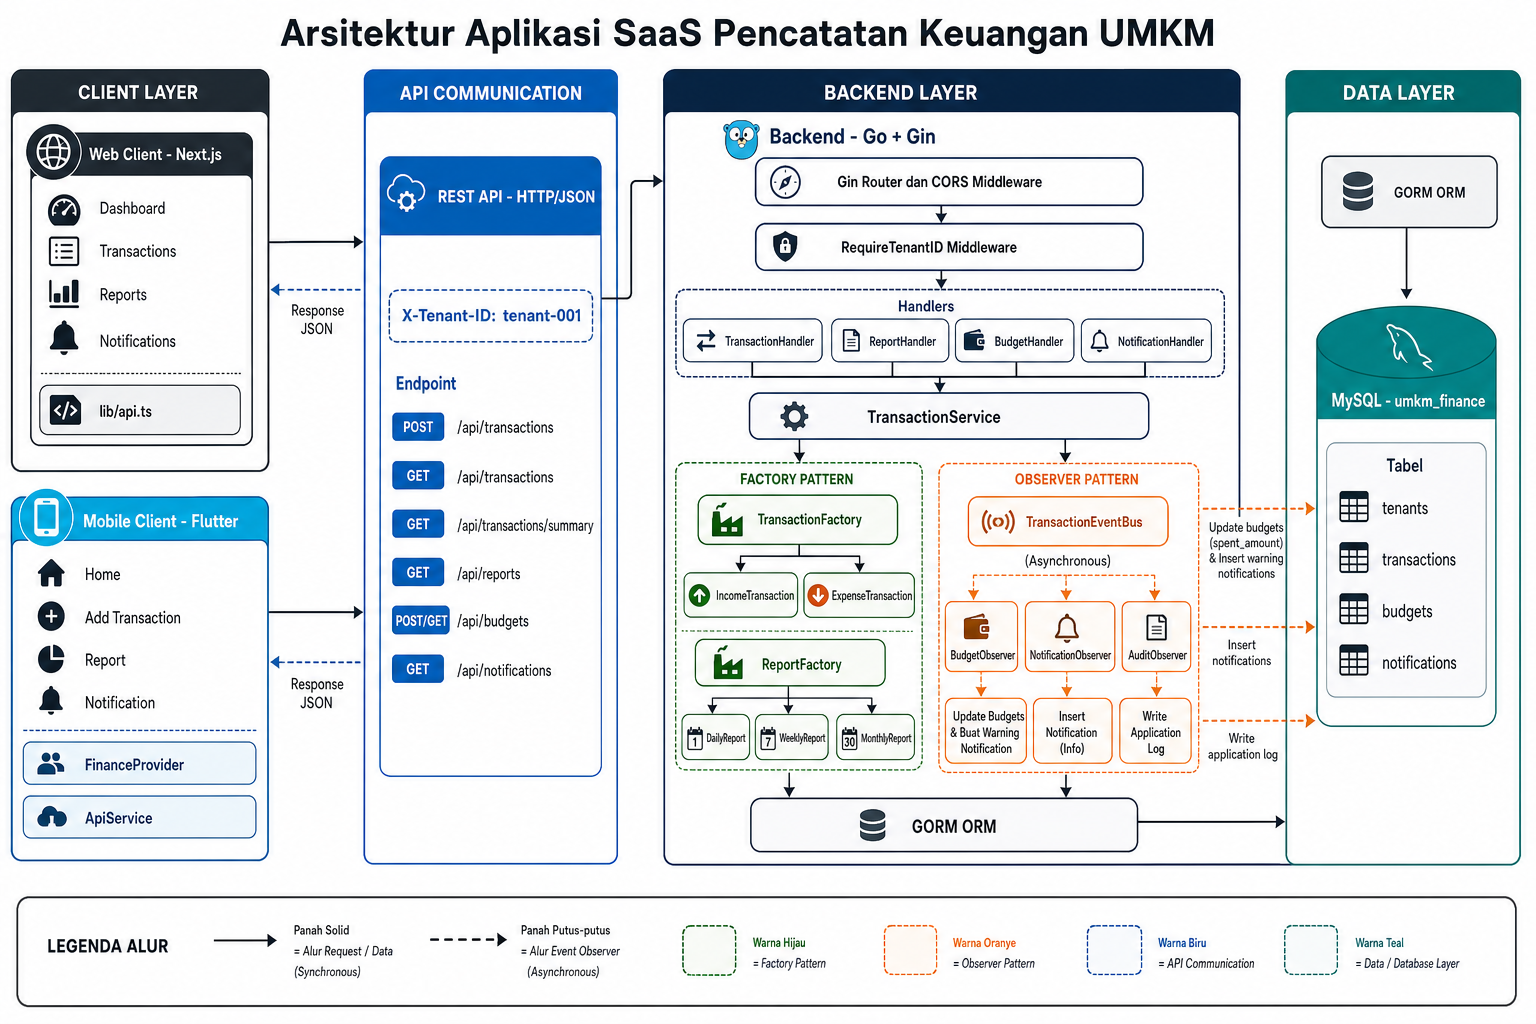 Arsitektur Aplikasi SaaS Pencatatan Keuangan UMKM
CLIENT LAYER
Web Client - Next.js
Dashboard
Transactions
Reports
Notifications
</>
lib/api.ts
Mobile Client - Flutter
Home
Add Transaction
Report
Notification
FinanceProvider
ApiService
Response
JSON
Response
JSON
API COMMUNICATION
REST API - HTTP/JSON
X-Tenant-ID: tenant-001
Endpoint
POST /api/transactions
GET /api/transactions
GET /api/transactions/summary
GET /api/reports
POST/GET /api/budgets
GET /api/notifications
BACKEND LAYER
Backend - Go + Gin
Gin Router dan CORS Middleware
RequireTenantID Middleware
Handlers
TransactionHandler
ReportHandler
BudgetHandler
NotificationHandler
TransactionService
FACTORY PATTERN
TransactionFactory
IncomeTransaction
ExpenseTransaction
ReportFactory
1 DailyReport
7 WeeklyReport
30 MonthlyReport
OBSERVER PATTERN
TransactionEventBus
(Asynchronous)
BudgetObserver
NotificationObserver
AuditObserver
Update Budgets
& Buat Warning
Notification
Insert
Notification
(Info)
Write
Application
Log
GORM ORM
Update budgets
(spent_amount)
& Insert warning
notifications
Insert
notifications
Write
application log
DATA LAYER
GORM ORM
MySQL - umkm_finance
Tabel
tenants
transactions
budgets
notifications
LEGENDA ALUR
Panah Solid
= Alur Request / Data
(Synchronous)
Panah Putus-putus
= Alur Event Observer
(Asynchronous)
Warna Hijau
= Factory Pattern
Warna Oranye
= Observer Pattern
Warna Biru
= API Communication
Warna Teal
= Data / Database Layer